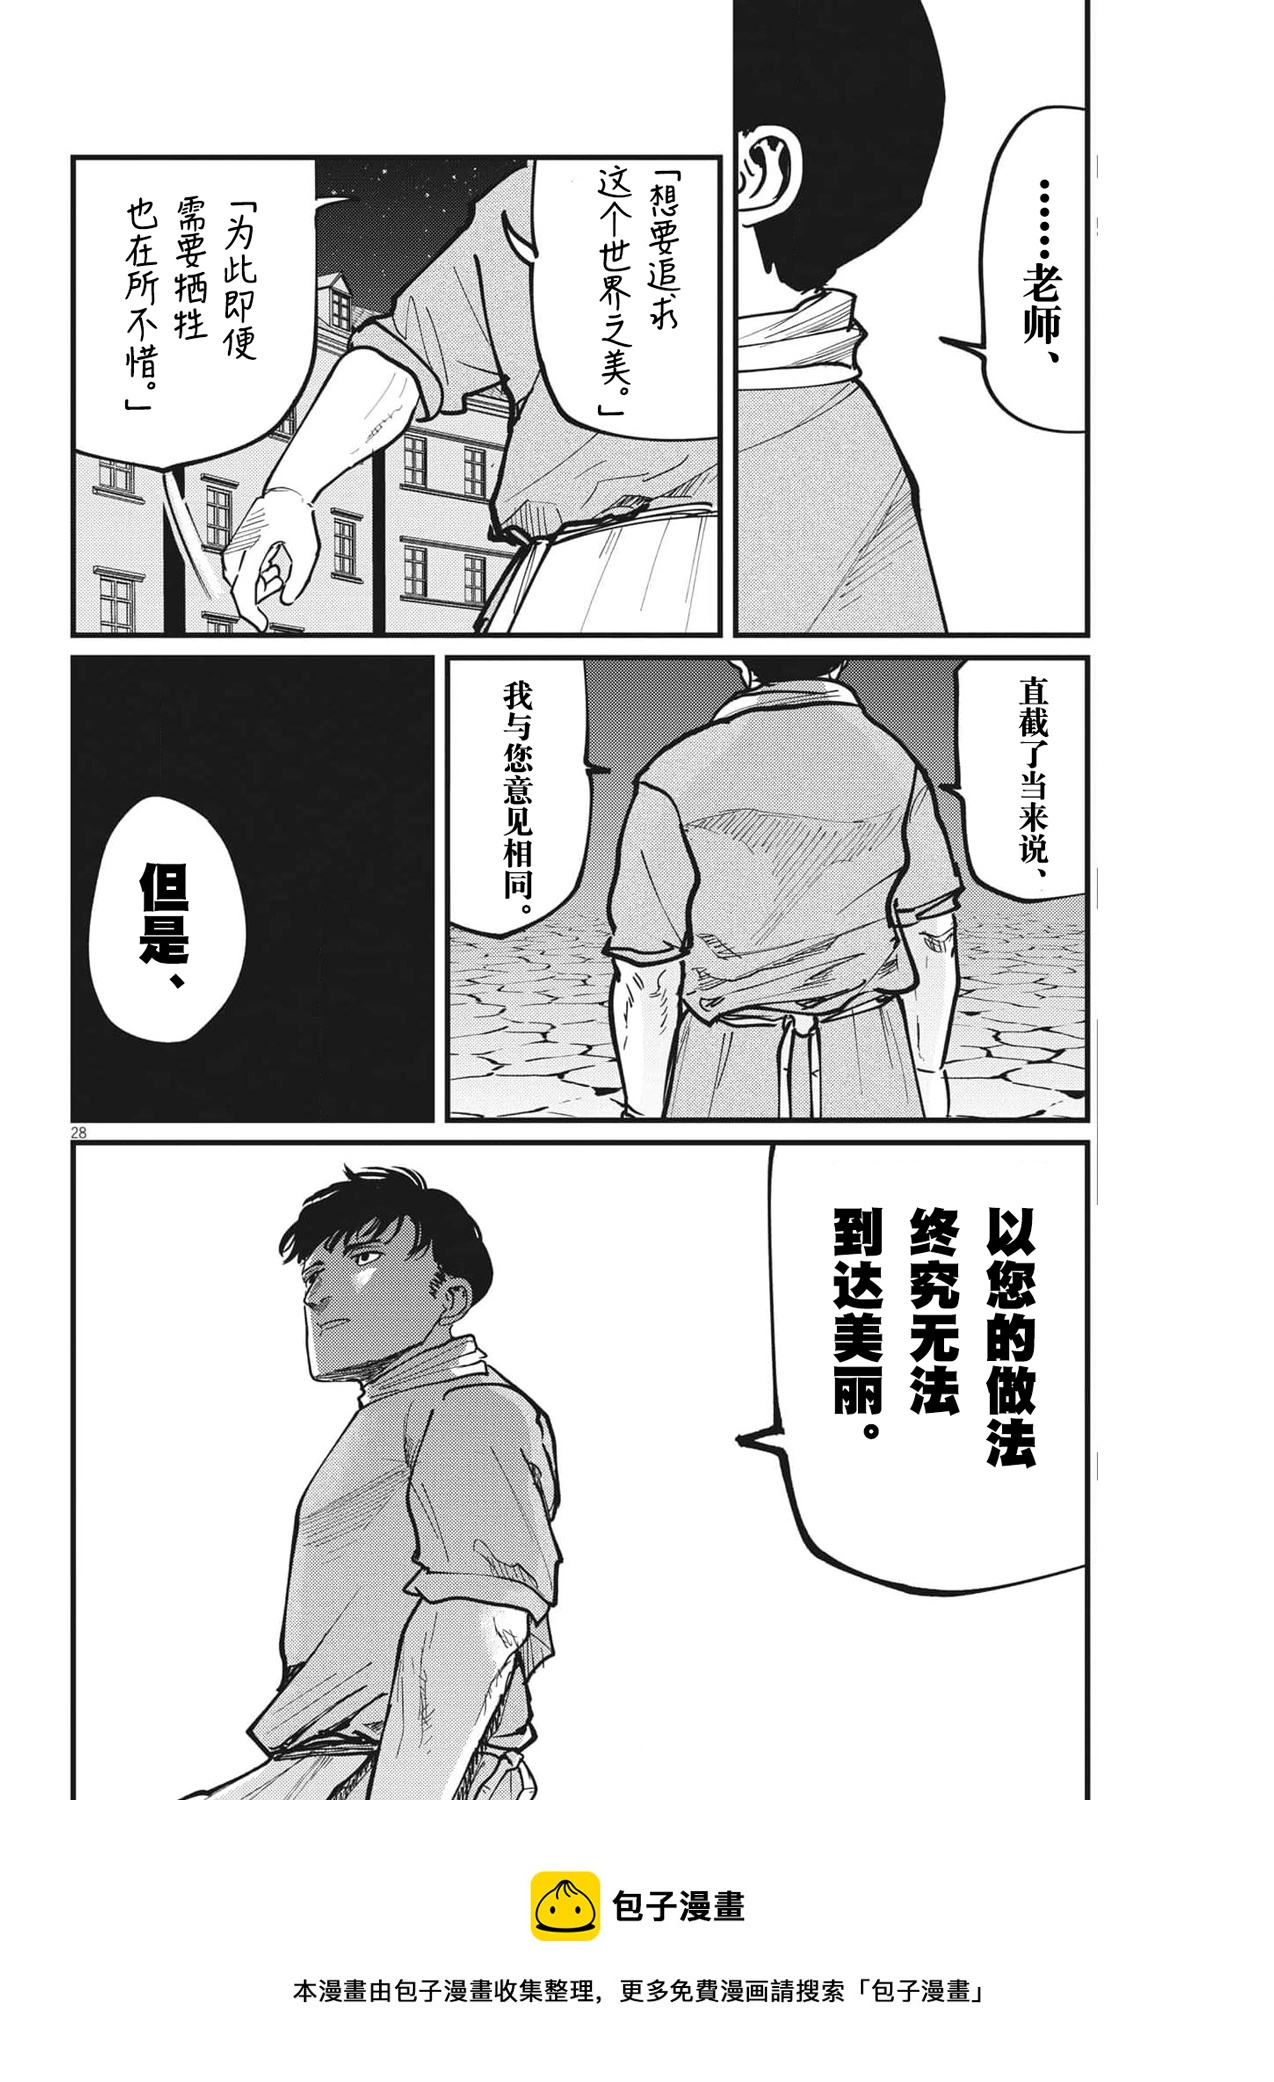 ……老师、
「想要追求
这个世界之美。」
「为此即便
需要牺牲
也在所不惜。」
直截了当来说、
我与您意见相同。
但是、
28
以您的做法
终究无法
到达美丽。
包子漫畫
本漫畫由包子漫畫收集整理，更多免費漫画請搜索「包子漫畫」